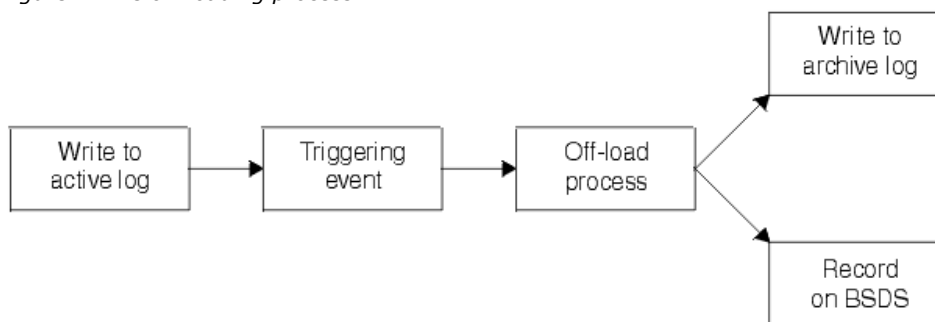 Write to
active log
Triggering
event
Off-load
process
Write to
archive log
Record
on BSDS